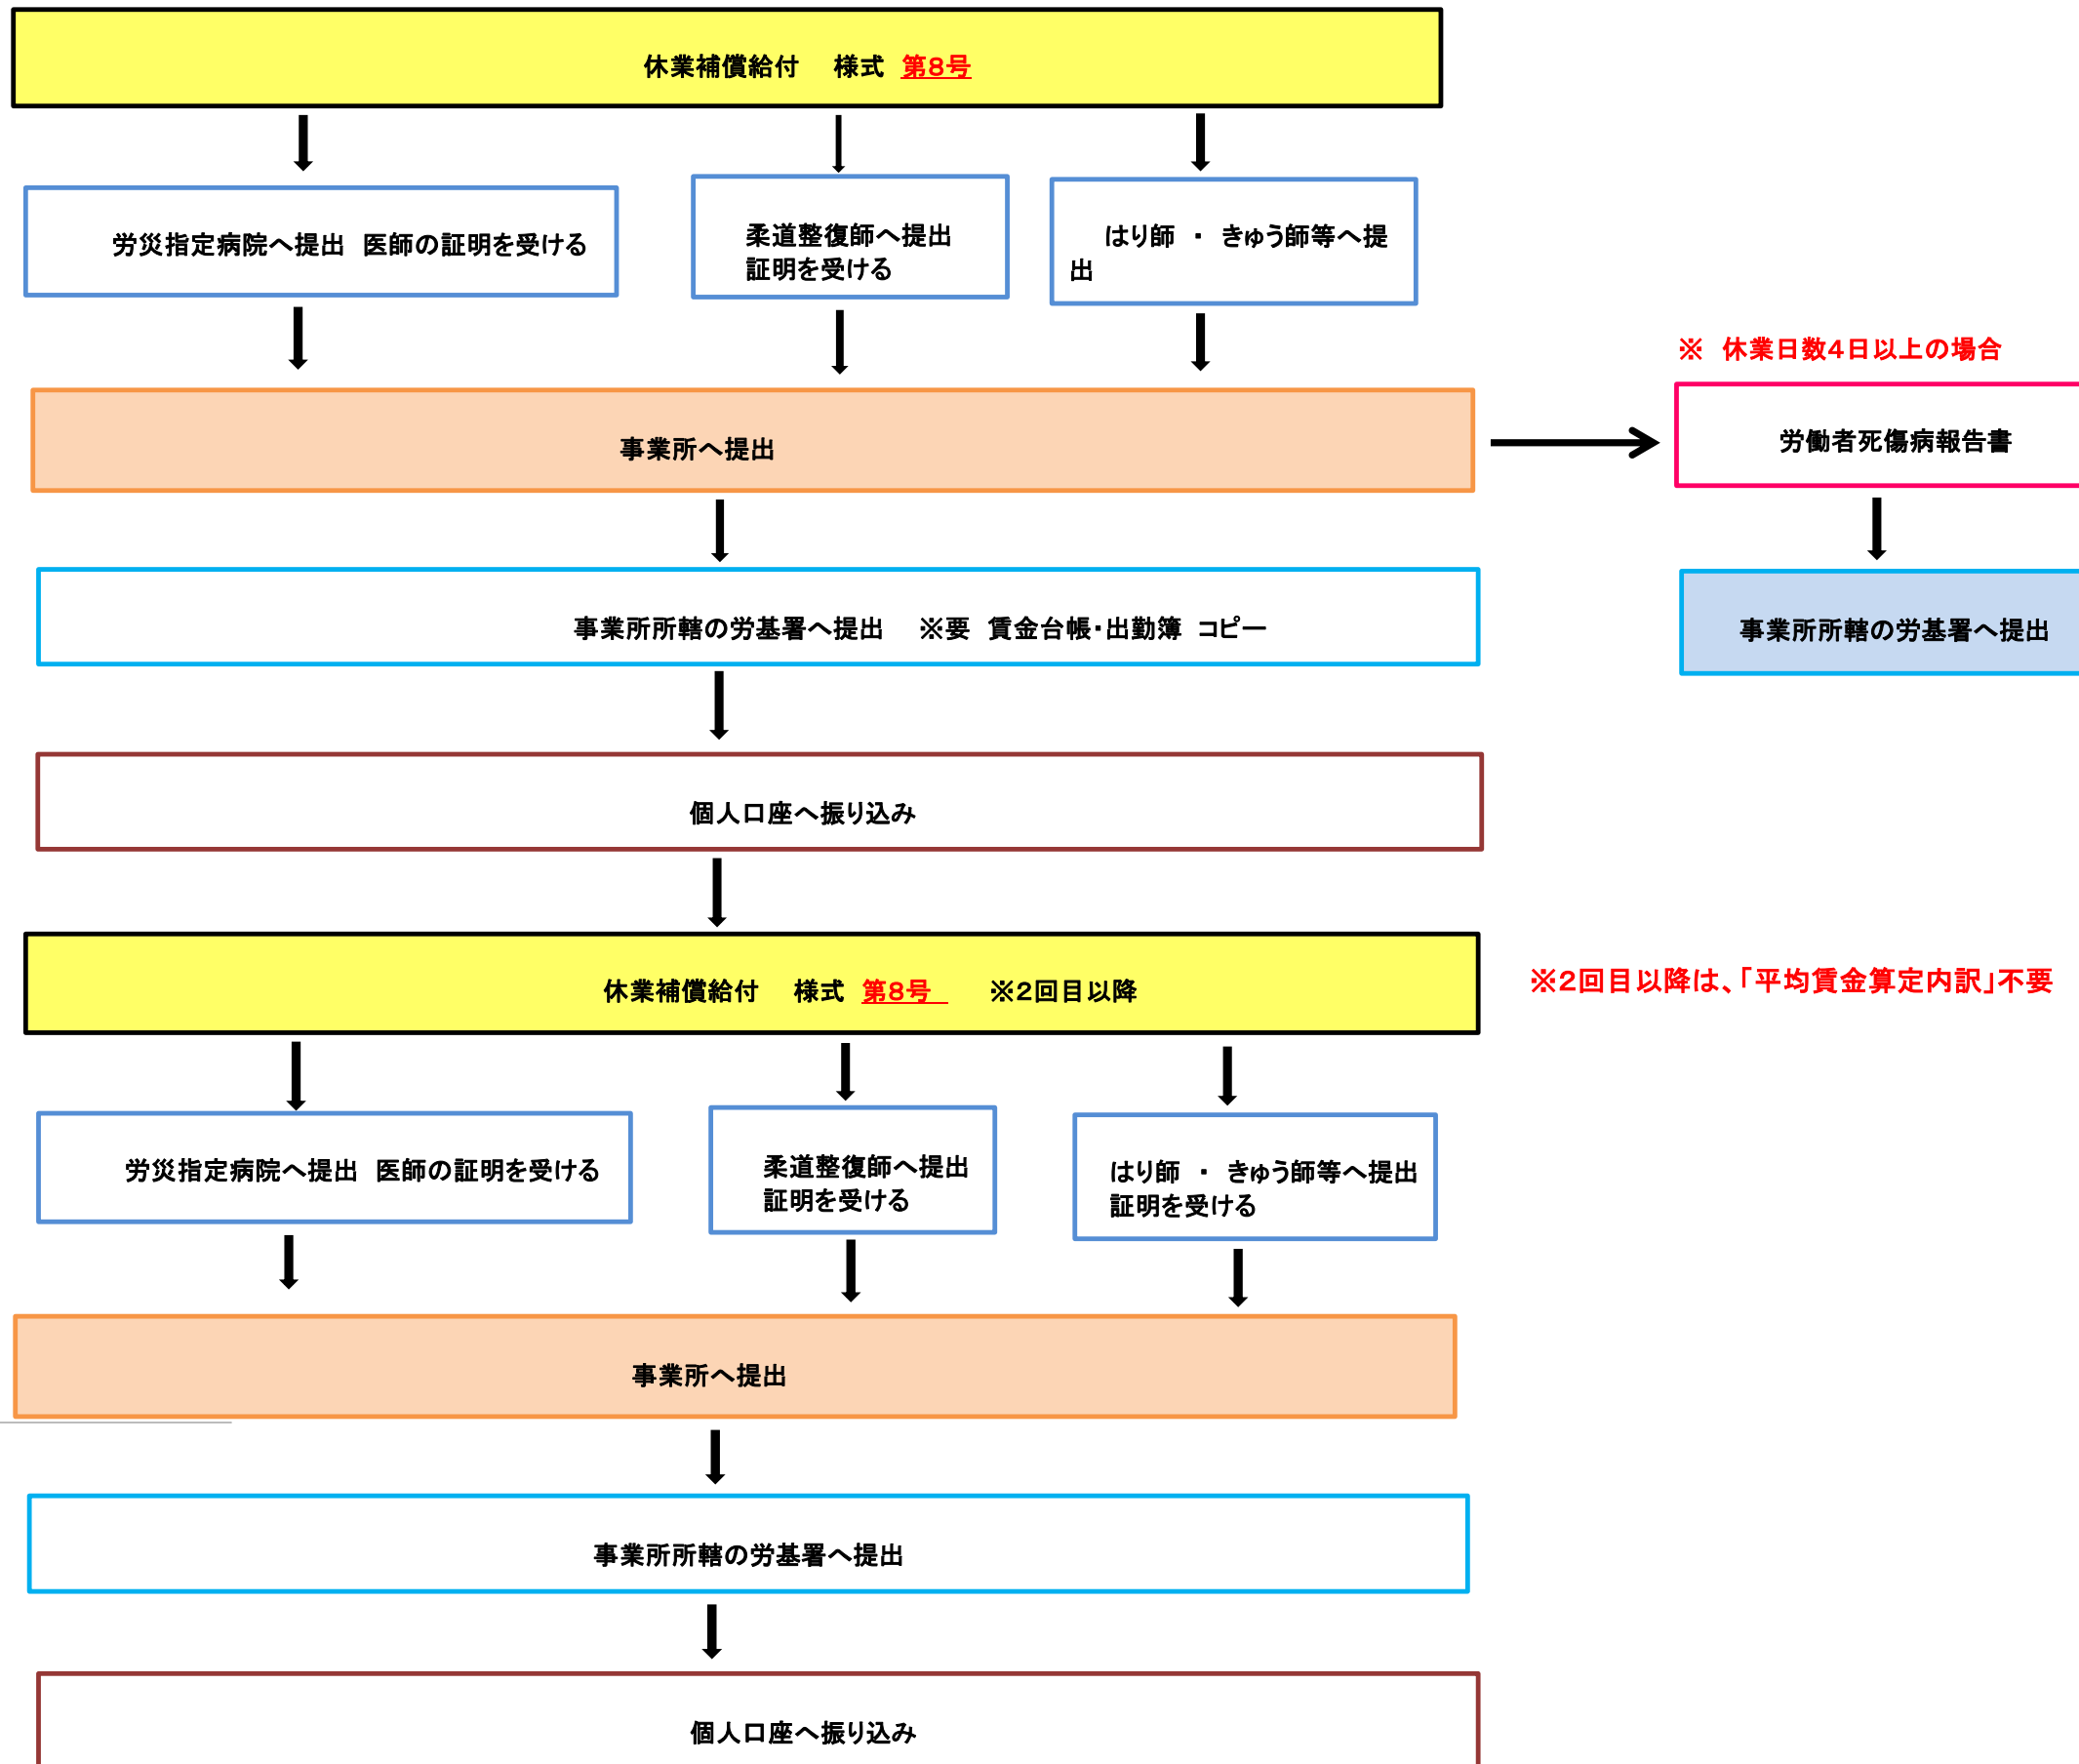 休業補償給付　様式 第8号
労災指定病院へ提出　医師の証明を受ける
柔道整復師へ提出
証明を受ける
はり師 ・ きゅう師等へ提
出
※ 休業日数4日以上の場合
事業所へ提出
労働者死傷病報告書
事業所所轄の労基署へ提出　※要 賃金台帳・出勤簿 コピー
事業所所轄の労基署へ提出
個人口座へ振り込み
休業補償給付　様式 第8号　※2回目以降
※2回目以降は、「平均賃金算定内訳」不要
労災指定病院へ提出　医師の証明を受ける
柔道整復師へ提出
証明を受ける
はり師 ・ きゅう師等へ提出
証明を受ける
事業所へ提出
事業所所轄の労基署へ提出
個人口座へ振り込み